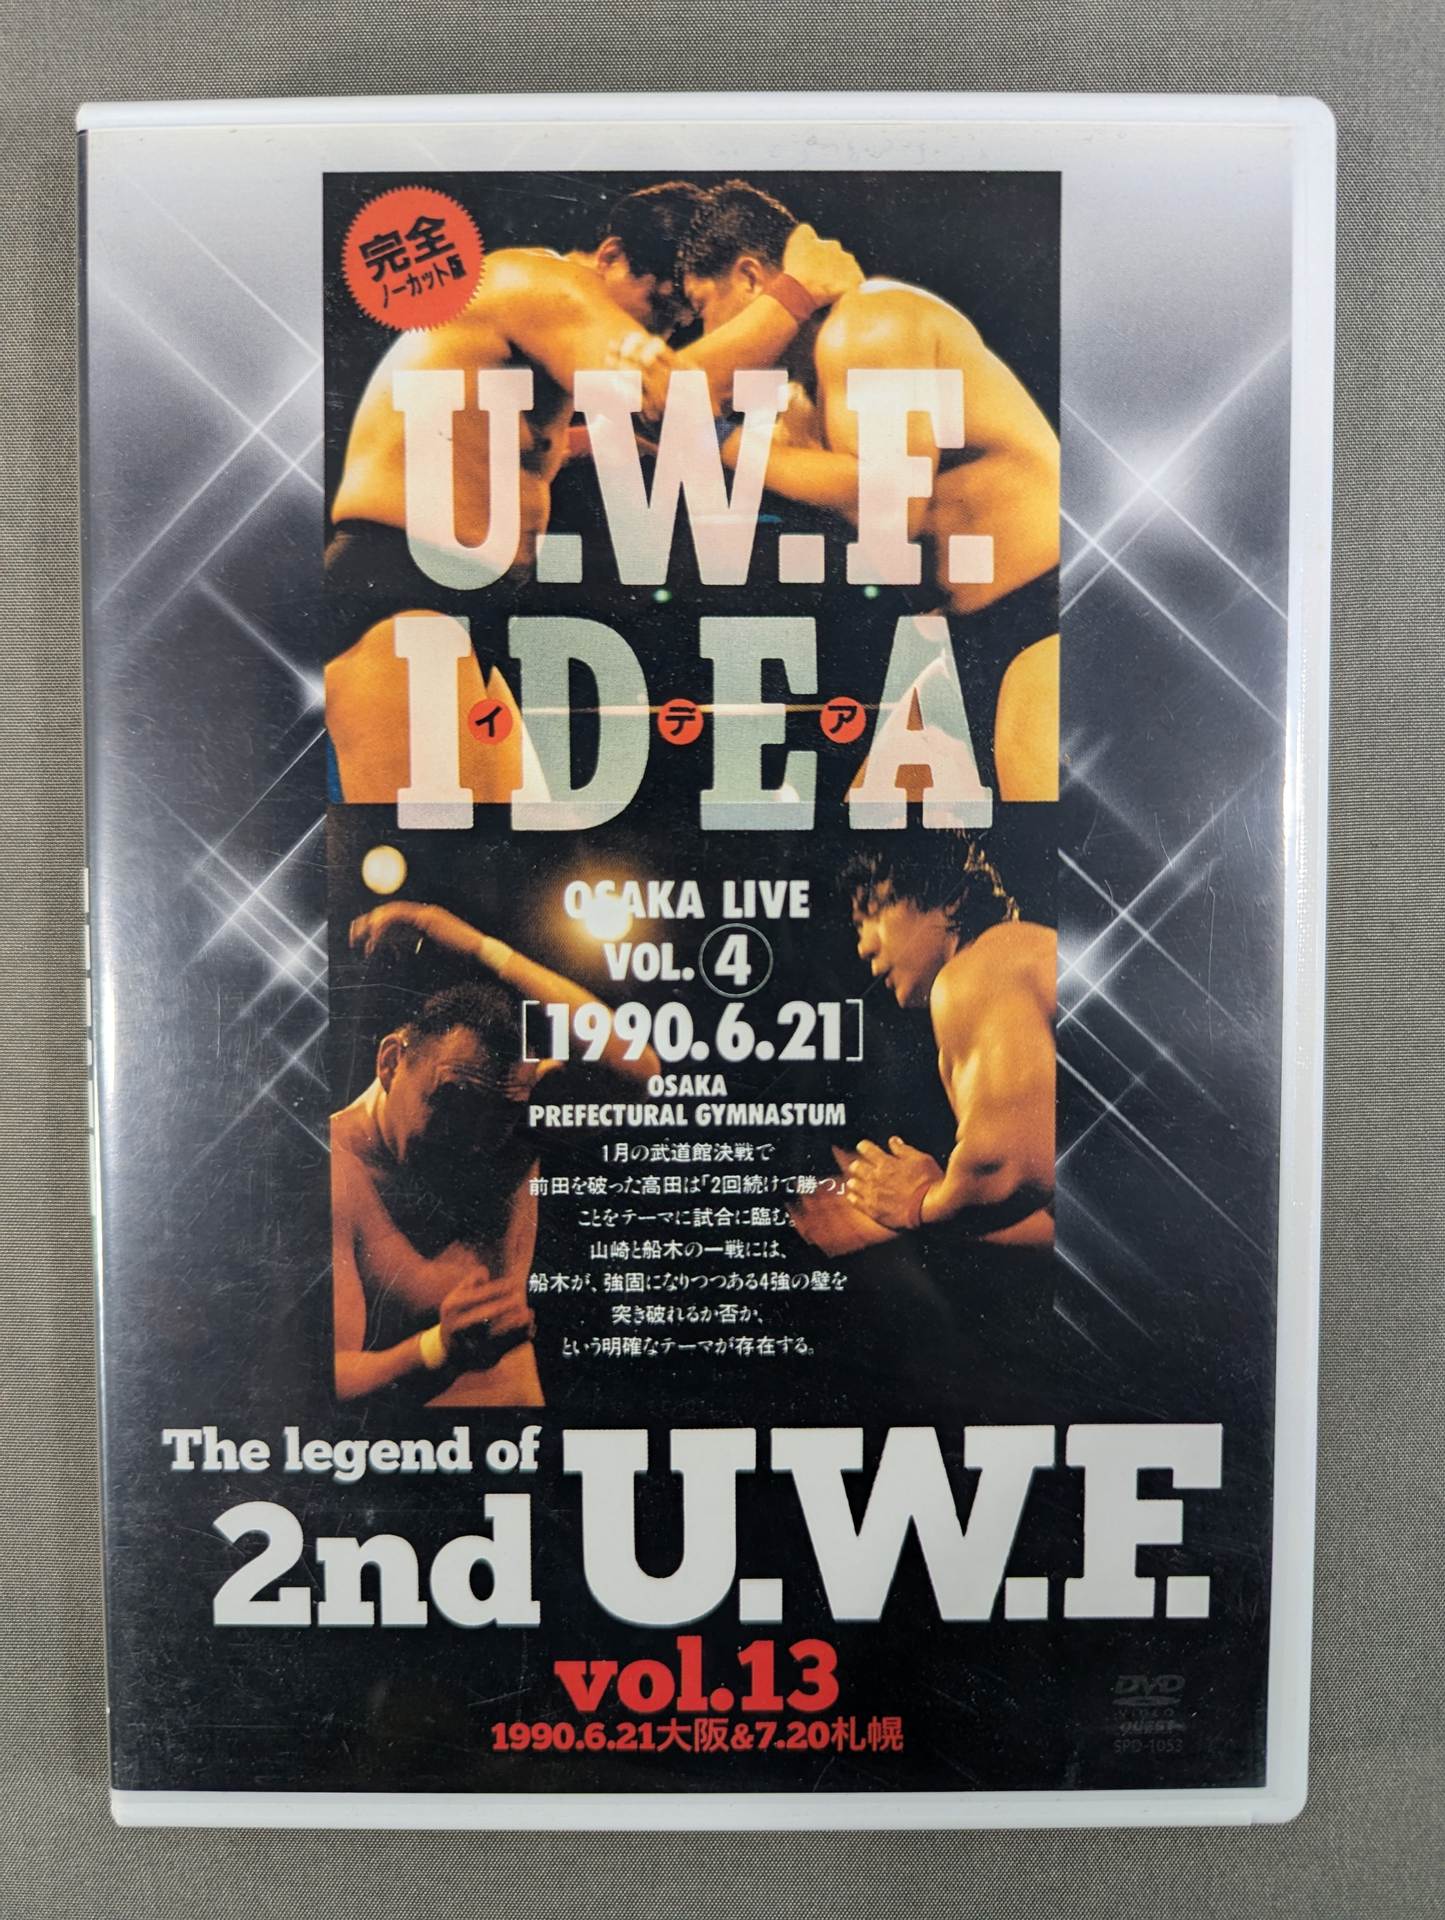 完全
ノーカット版
U.W.F.
IDEA
イデア
OSAKA LIVE
VOL. 4
[1990.6.21]
OSAKA
PREFECTURAL GYMNASTUM
1月の武道館決戦で
前田を破った高田は「2回続けて勝つ」
ことをテーマに試合に臨む。
山崎と船木の一戦には、
船木が、強固になりつつある4強の壁を
突き破れるか否か、
という明確なテーマが存在する。
The legend of
2nd U.W.F.
vol.13
1990.6.21大阪&7.20札幌
DVD
VIDEO
QUEST
SPD-1053